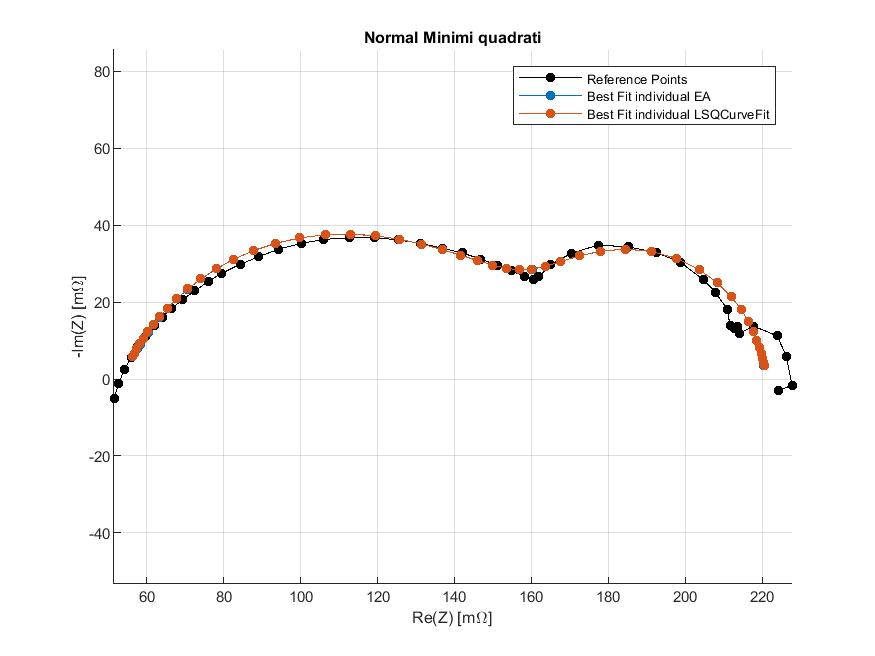 Normal Minimi quadrati
Reference Points
Best Fit individual EA
Best Fit individual LSQCurveFit
80
60
40
20
0
-20
-40
-Im(Z) [mΩ]
60 80 100 120 140 160 180 200 220
Re(Z) [mΩ]